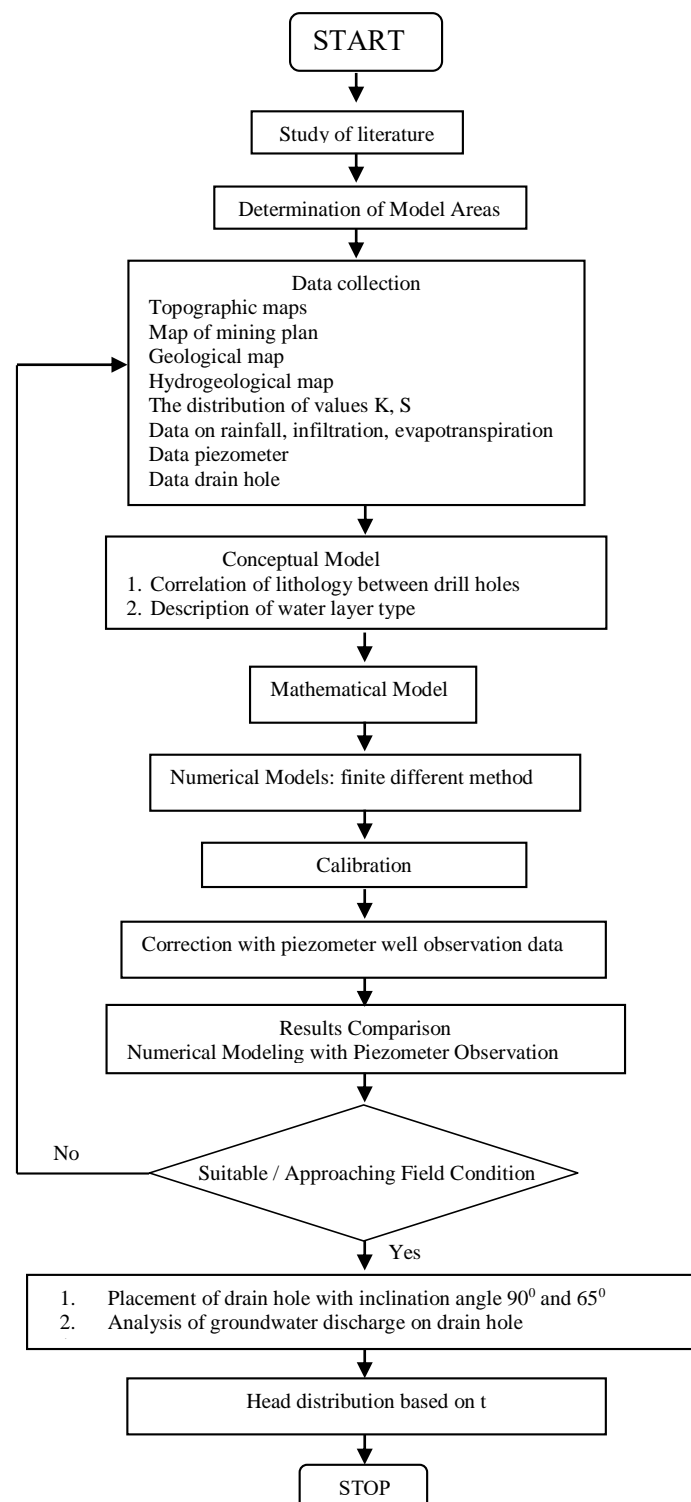 START
Study of literature
Determination of Model Areas
Data collection
Topographic maps
Map of mining plan
Geological map
Hydrogeological map
The distribution of values K, S
Data on rainfall, infiltration, evapotranspiration
Data piezometer
Data drain hole
Conceptual Model
1. Correlation of lithology between drill holes
2. Description of water layer type
Mathematical Model
Numerical Models: finite different method
Calibration
Correction with piezometer well observation data
Results Comparison
Numerical Modeling with Piezometer Observation
No
Suitable / Approaching Field Condition
Yes
1. Placement of drain hole with inclination angle 90⁰ and 65⁰
2. Analysis of groundwater discharge on drain hole
Head distribution based on t
STOP